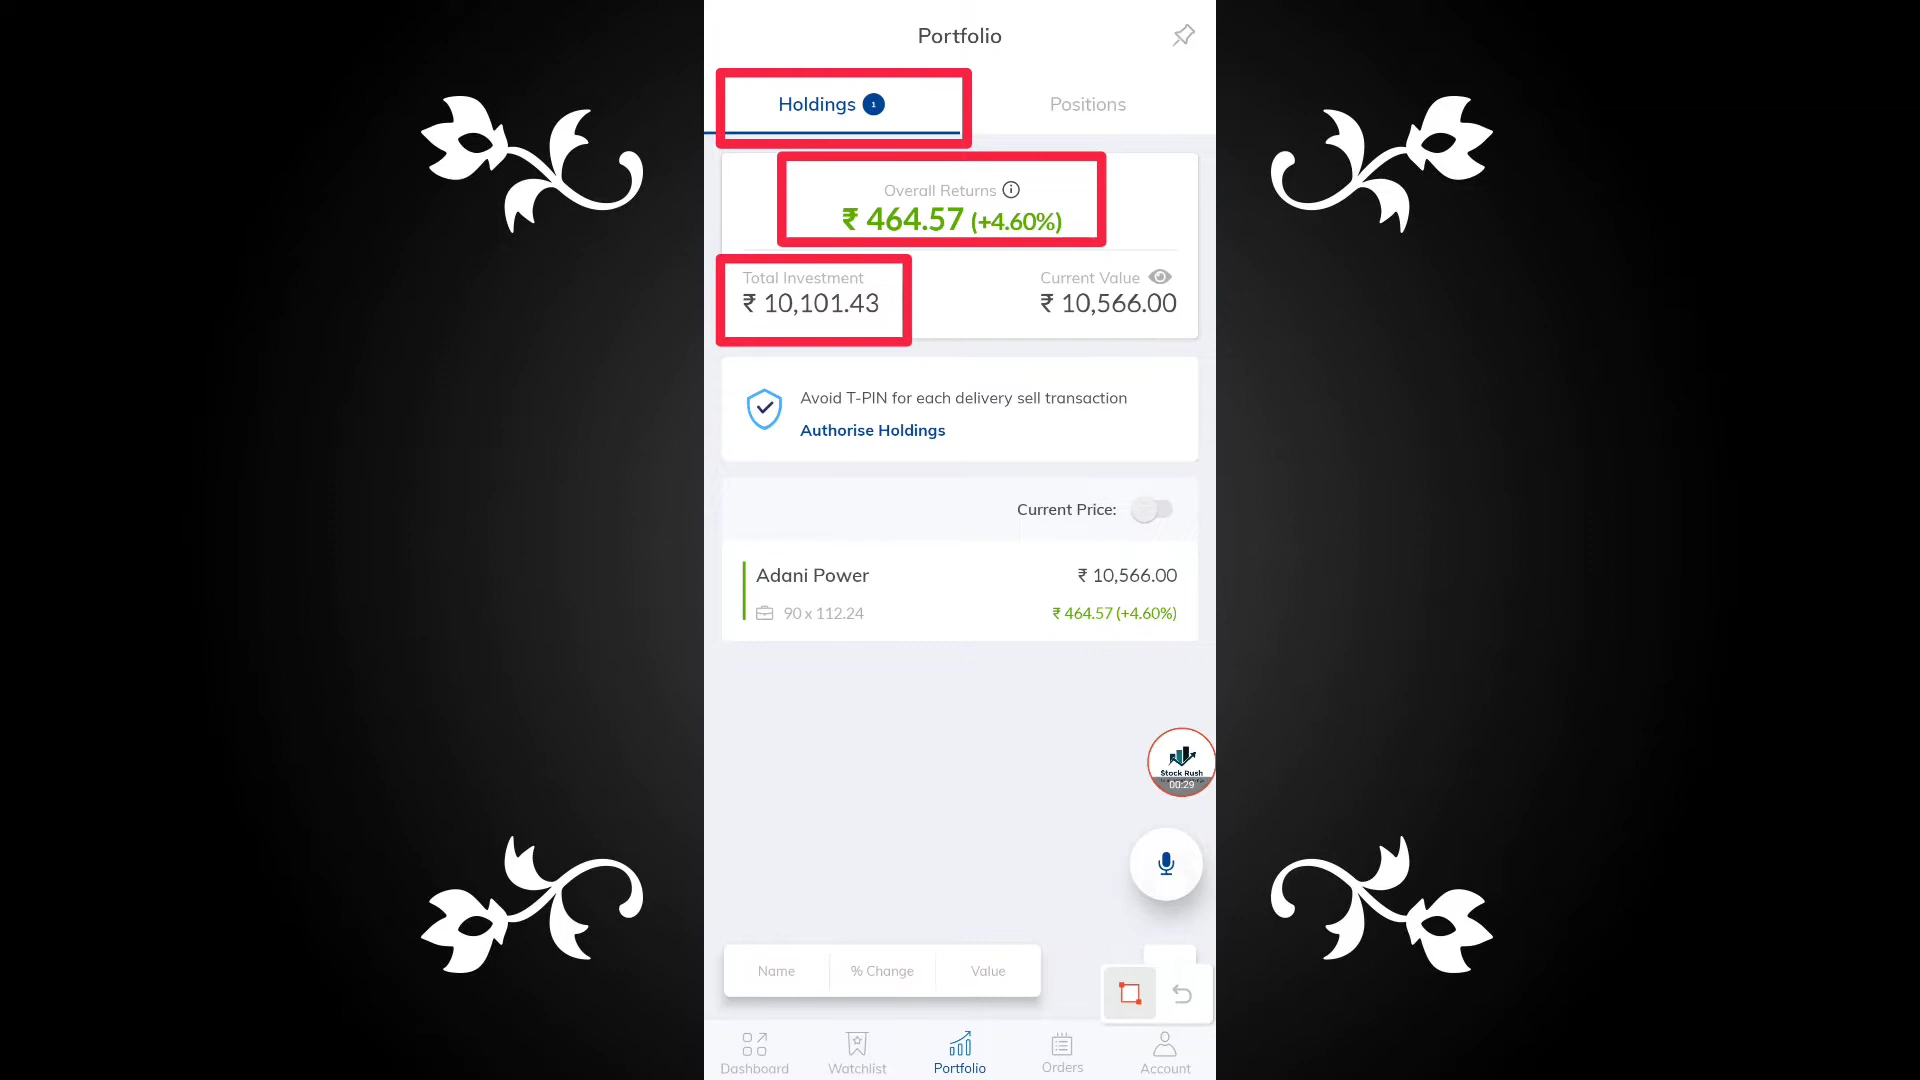 Portfolio
Holdings 1
Positions
Overall Returns
₹ 464.57 (+4.60%)
Total Investment
₹ 10,101.43
Current Value
₹ 10,566.00
Avoid T-PIN for each delivery sell transaction
Authorise Holdings
Current Price:
Adani Power
₹ 10,566.00
90 x 112.24
₹ 464.57 (+4.60%)
Stock Rush
00:29
Name
% Change
Value
Dashboard
Watchlist
Portfolio
Orders
Account